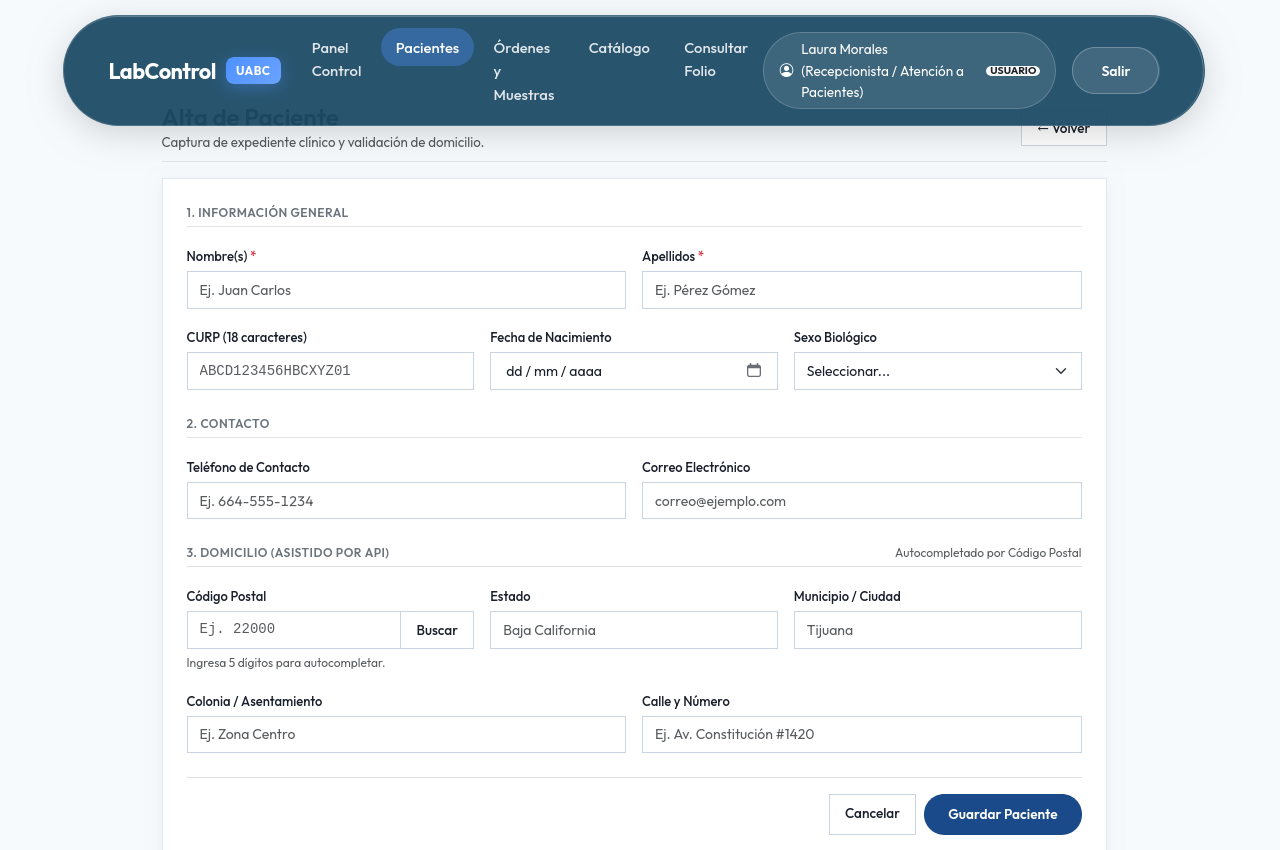 LabControl UABC
Panel Control
Pacientes
Órdenes y Muestras
Catálogo
Consultar Folio
Laura Morales (Recepcionista / Atención a Pacientes)
USUARIO
Salir
Alta de Paciente
Captura de expediente clínico y validación de domicilio.
← Volver
1. INFORMACIÓN GENERAL
Nombre(s) * Apellidos *
Ej. Juan Carlos Ej. Pérez Gómez
CURP (18 caracteres) Fecha de Nacimiento Sexo Biológico
ABCD123456HBCXYZ01 dd / mm / aaaa Seleccionar...
2. CONTACTO
Teléfono de Contacto Correo Electrónico
Ej. 664-555-1234 correo@ejemplo.com
3. DOMICILIO (ASISTIDO POR API) Autocompletado por Código Postal
Código Postal Estado Municipio / Ciudad
Ej. 22000 Buscar Baja California Tijuana
Ingresa 5 dígitos para autocompletar.
Colonia / Asentamiento Calle y Número
Ej. Zona Centro Ej. Av. Constitución #1420
Cancelar Guardar Paciente